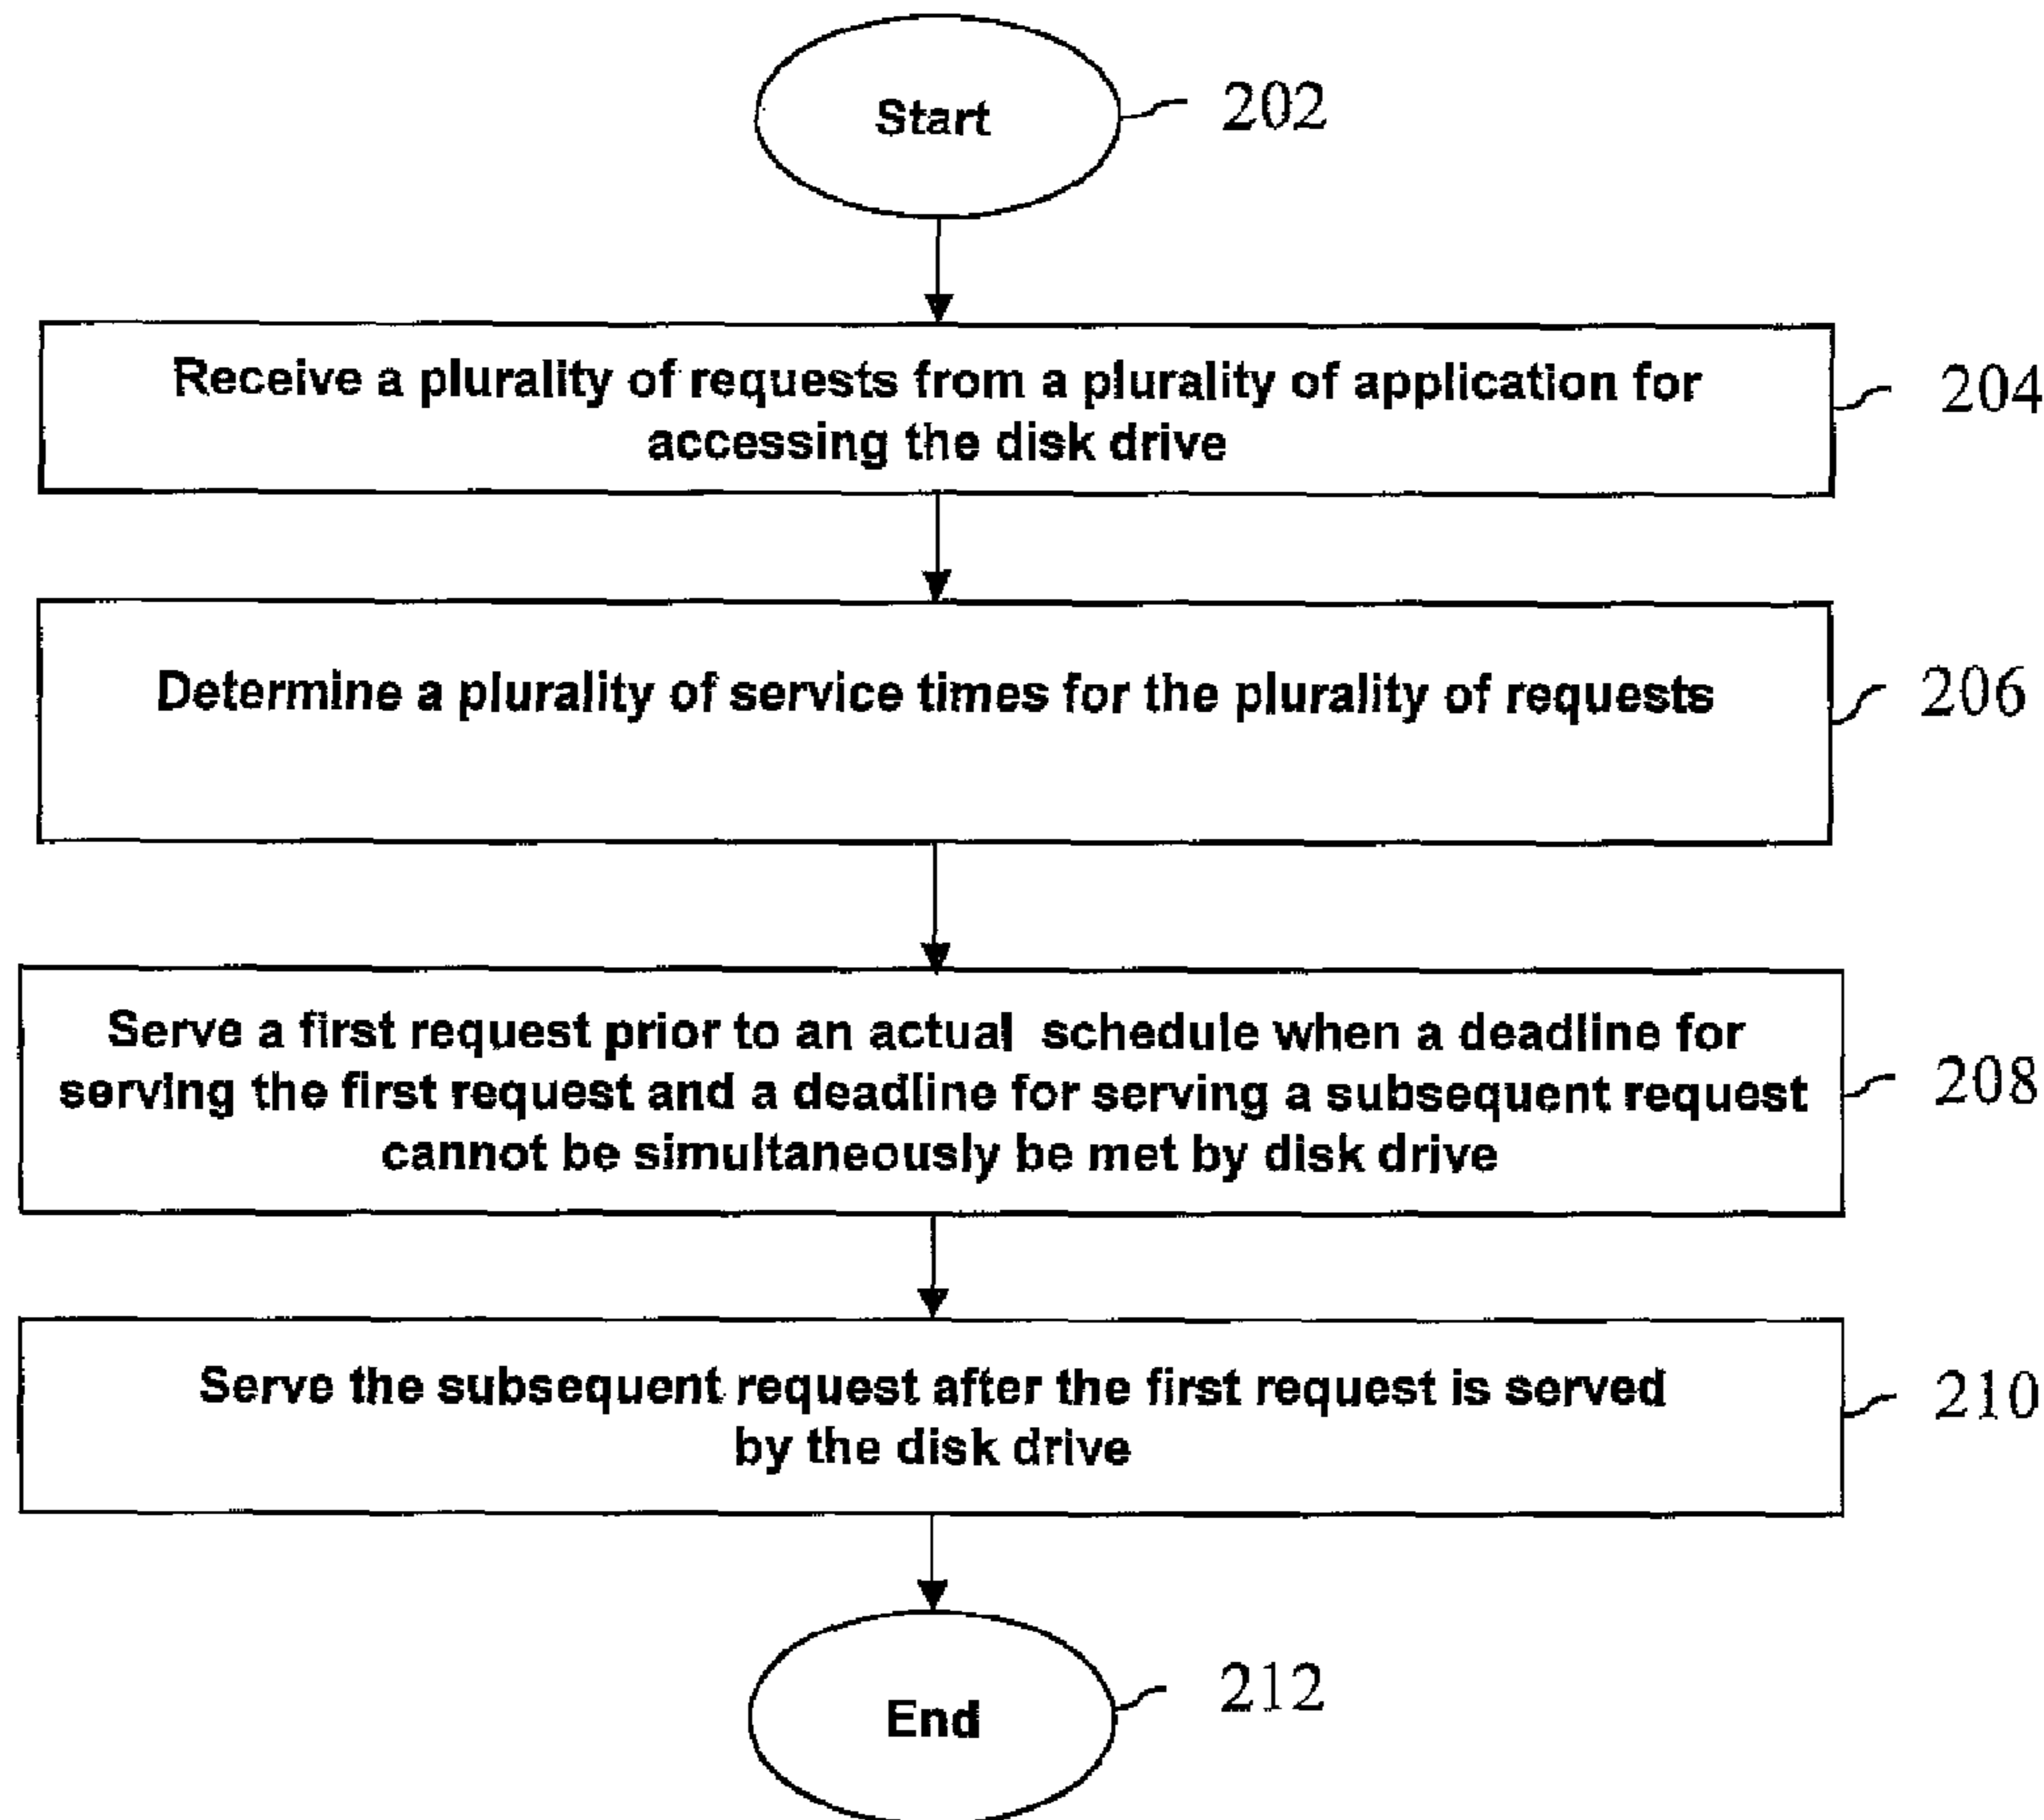 Start
202
Receive a plurality of requests from a plurality of application for
accessing the disk drive
204
Determine a plurality of service times for the plurality of requests
206
Serve a first request prior to an actual schedule when a deadline for
serving the first request and a deadline for serving a subsequent request
cannot be simultaneously be met by disk drive
208
Serve the subsequent request after the first request is served
by the disk drive
210
End
212